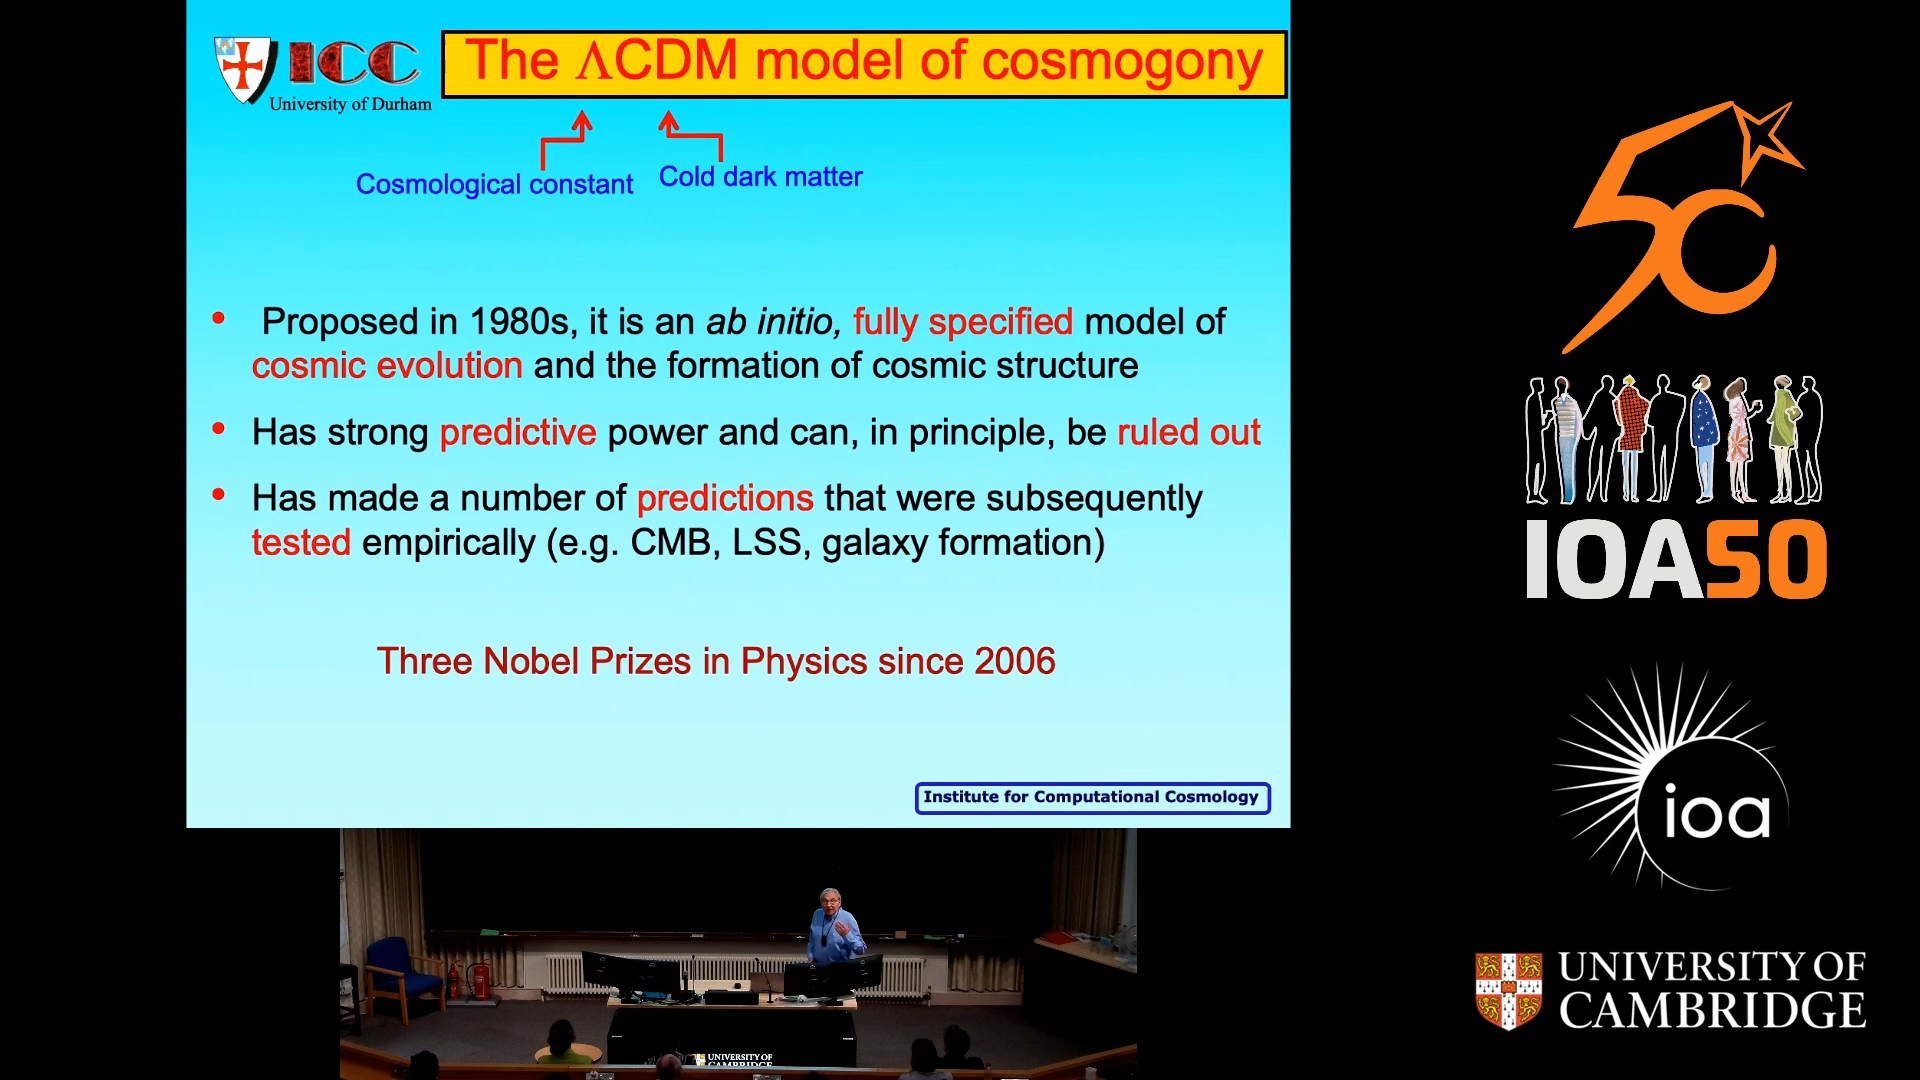 ICC
University of Durham
The ΛCDM model of cosmogony
Cosmological constant
Cold dark matter
• Proposed in 1980s, it is an ab initio, fully specified model of
cosmic evolution and the formation of cosmic structure
• Has strong predictive power and can, in principle, be ruled out
• Has made a number of predictions that were subsequently
tested empirically (e.g. CMB, LSS, galaxy formation)
Three Nobel Prizes in Physics since 2006
Institute for Computational Cosmology
50
IOA50
ioa
UNIVERSITY OF
CAMBRIDGE
UNIVERSITY OF
CAMBRIDGE